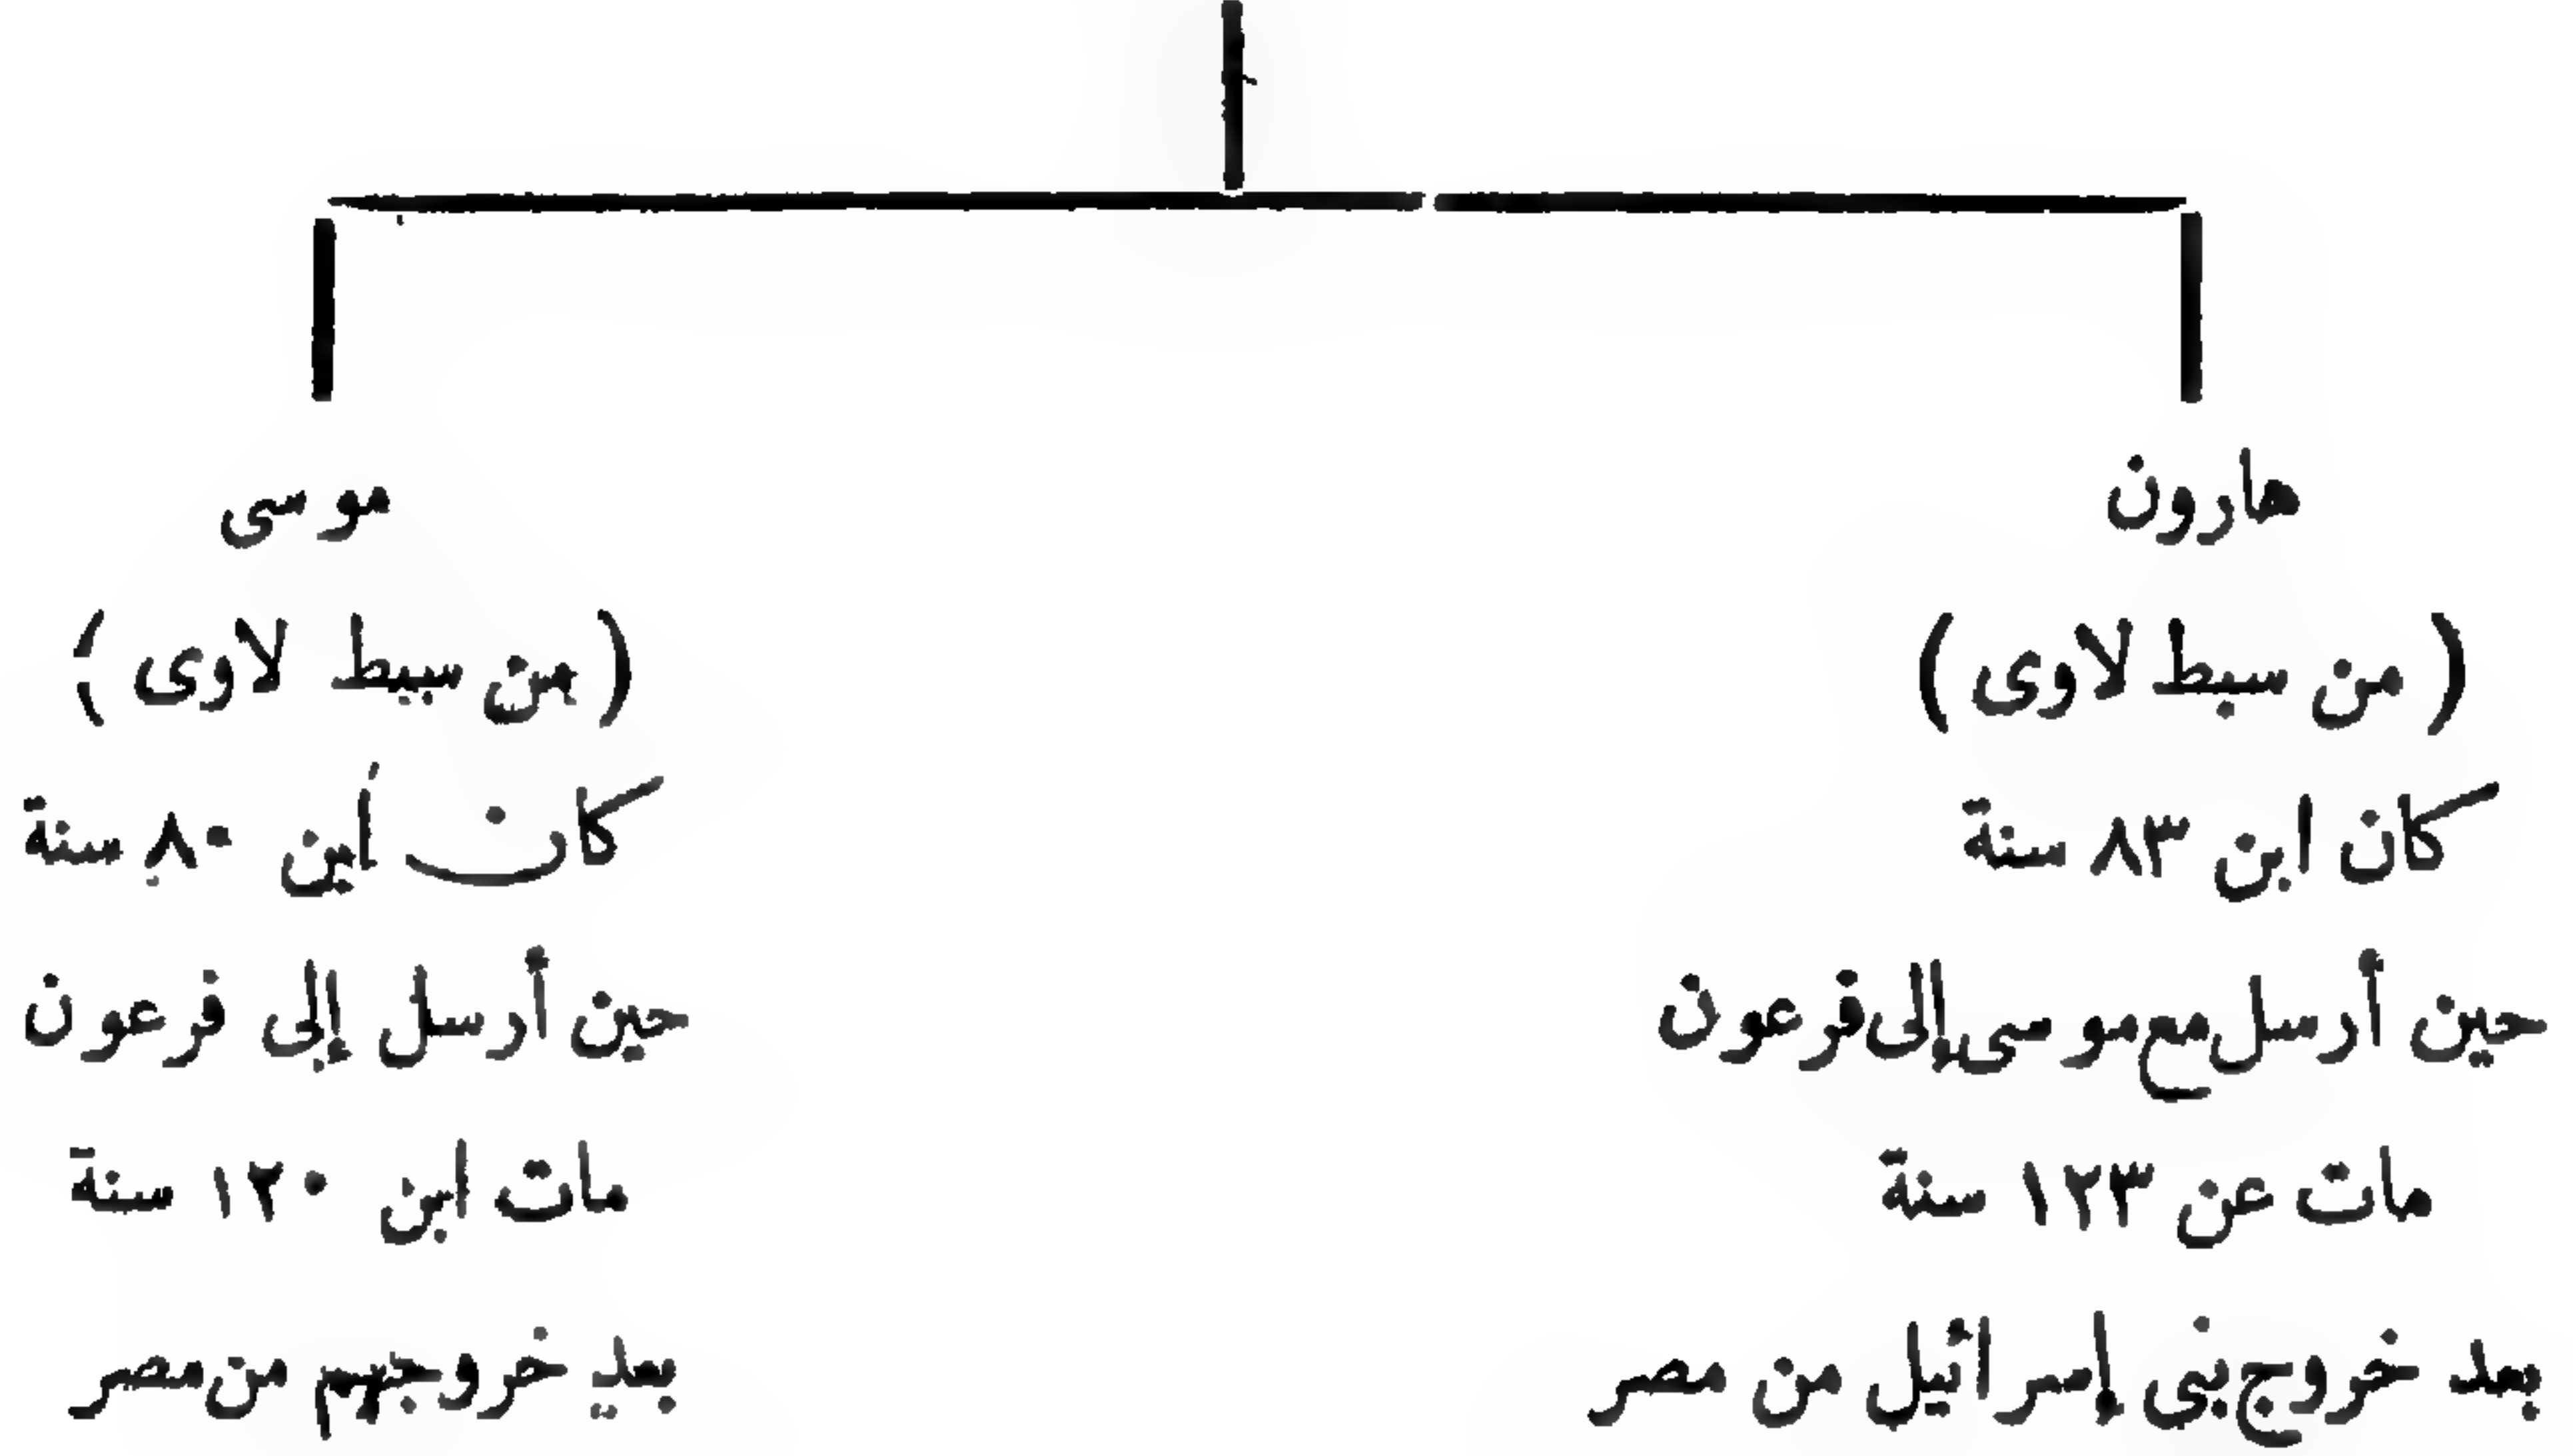 هارون
(من سبط لاوى)
كان ابن ٨٣ سنة
حين أرسل مع موسى إلى فرعون
مات عن ١٢٣ سنة
بعد خروج بنى إسرائيل من مصر
موسى
(من سبط لاوى)
كان ابن ٨٠ سنة
حين أرسل إلى فرعون
مات ابن ١٢٠ سنة
بعد خروجهم من مصر